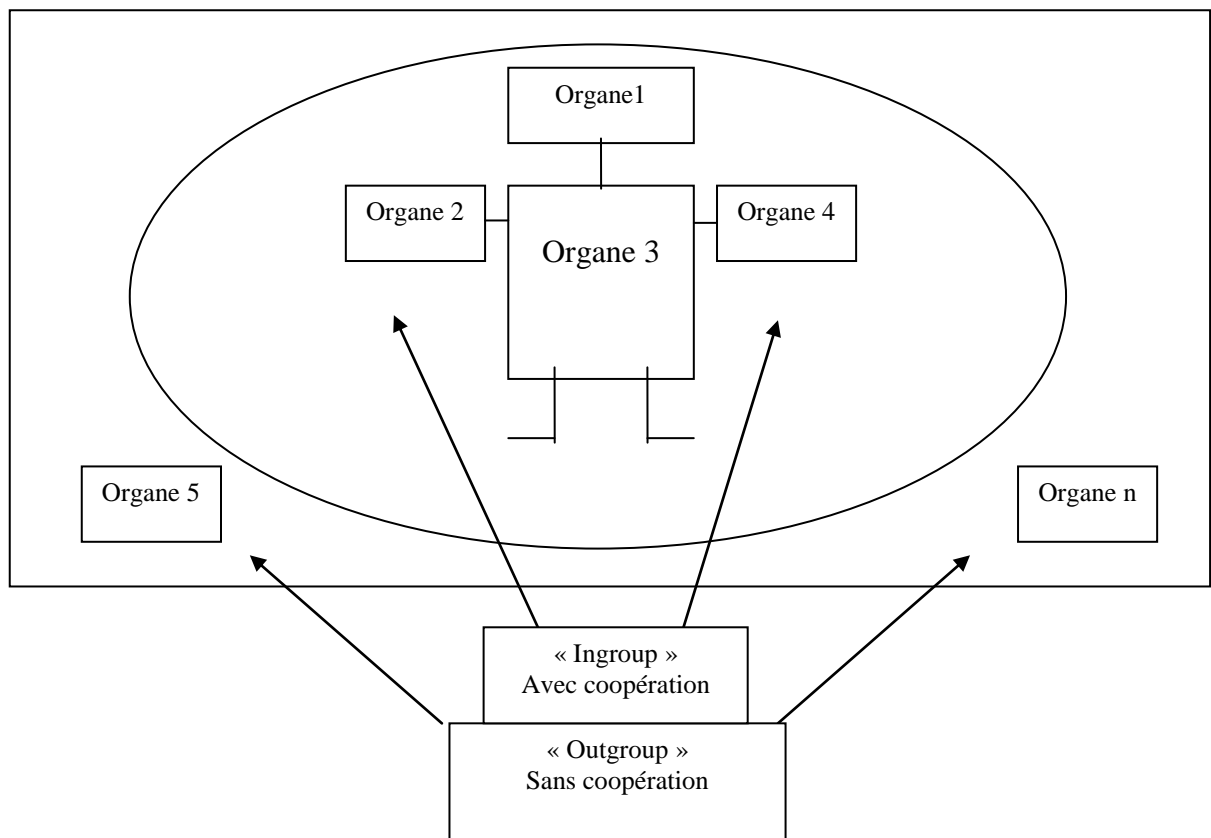 Organe1
Organe 2
Organe 3
Organe 4
Organe 5
Organe n
« Ingroup »
Avec coopération
« Outgroup »
Sans coopération